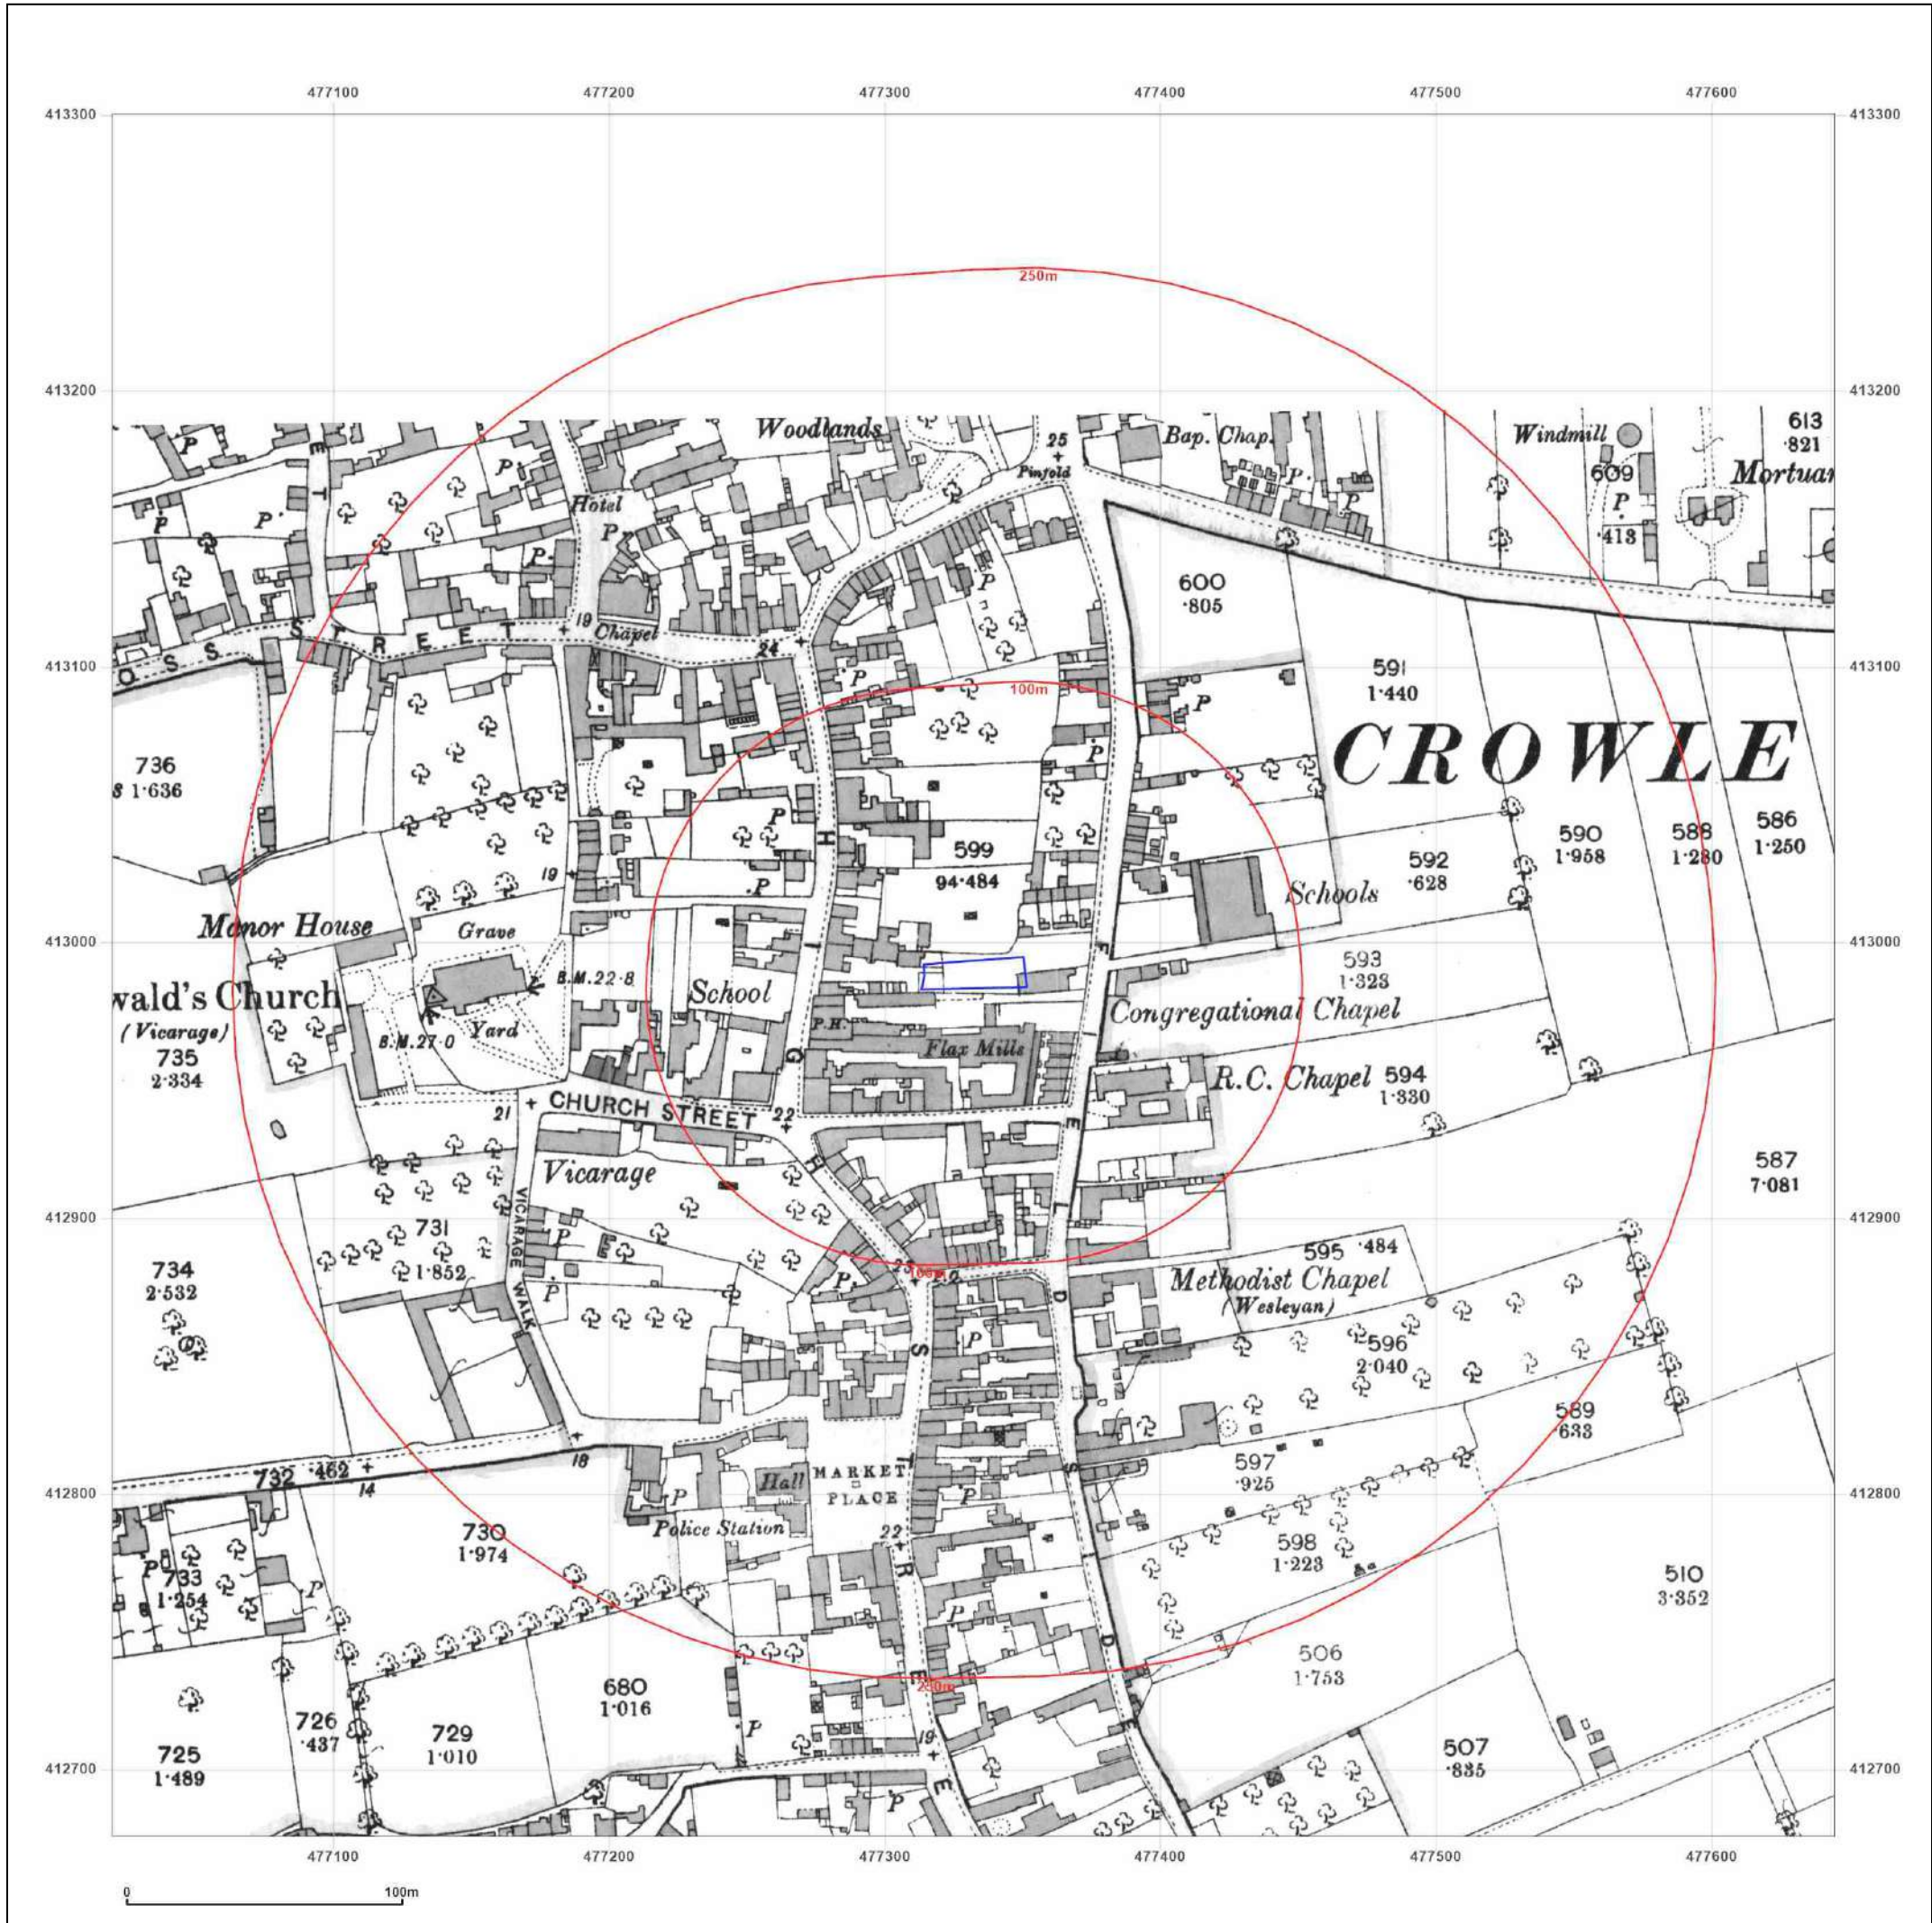 477100 477200 477300 477400 477500 477600
413300 413300
250m
413200 413200
Woodlands
25
Pinfold
Bap. Chap.
Windmill
613
·821
609
P
·413
Mortuar
P
P
P
P
P
E
T
Hotel
P
P
P
P
P
600
·805
19
Chapel
OSS STREET
24
413100 413100
591
1·440
P
100m
P
P
CROWLE
736
8 1·636
P
H
599
94·484
592
·628
590
1·958
588
1·280
586
1·250
19
P
Schools
Manor House
Grave
413000 413000
I
F
593
1·323
B.M.22·8
School
wald's Church
(Vicarage)
735
2·334
B.M.27·0
Yard
P.H.
Congregational Chapel
G
Flax Mills
I
R.C. Chapel
594
1·330
21
CHURCH STREET
22
E
Vicarage
H
587
7·081
VICARAGE WALK
412900 412900
731
1·852
P
L
595 ·484
734
2·532
P
P
100m
Methodist Chapel
(Wesleyan)
D
P
S
596
2·040
589
·633
18
732 ·462
14
T
S
597
·925
Hall
MARKET
PLACE
P
P
412800 412800
730
1·974
Police Station
22
598
1·223
I
R
P
733
1·254
P
510
3·352
P
D
506
1·753
E
250m
680
1·016
726
·437
729
1·010
P
725
1·489
19
E
507
·835
412700 412700
E
P
477100 477200 477300 477400 477500 477600
0 100m